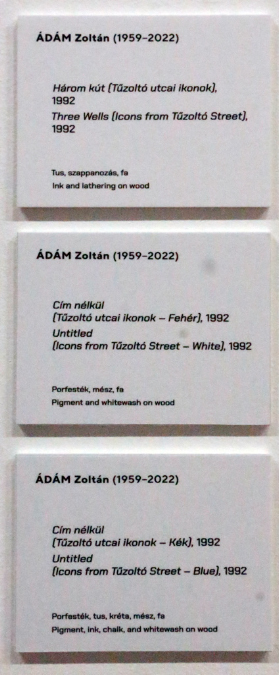 ÁDÁM Zoltán (1959–2022)
Három kút (Tűzoltó utcai ikonok),
1992
Three Wells (Icons from Tűzoltó Street),
1992
Tus, szappanozás, fa
Ink and lathering on wood
ÁDÁM Zoltán (1959–2022)
Cím nélkül
(Tűzoltó utcai ikonok – Fehér), 1992
Untitled
(Icons from Tűzoltó Street – White), 1992
Porfesték, mész, fa
Pigment and whitewash on wood
ÁDÁM Zoltán (1959–2022)
Cím nélkül
(Tűzoltó utcai ikonok – Kék), 1992
Untitled
(Icons from Tűzoltó Street – Blue), 1992
Porfesték, tus, kréta, mész, fa
Pigment, ink, chalk, and whitewash on wood